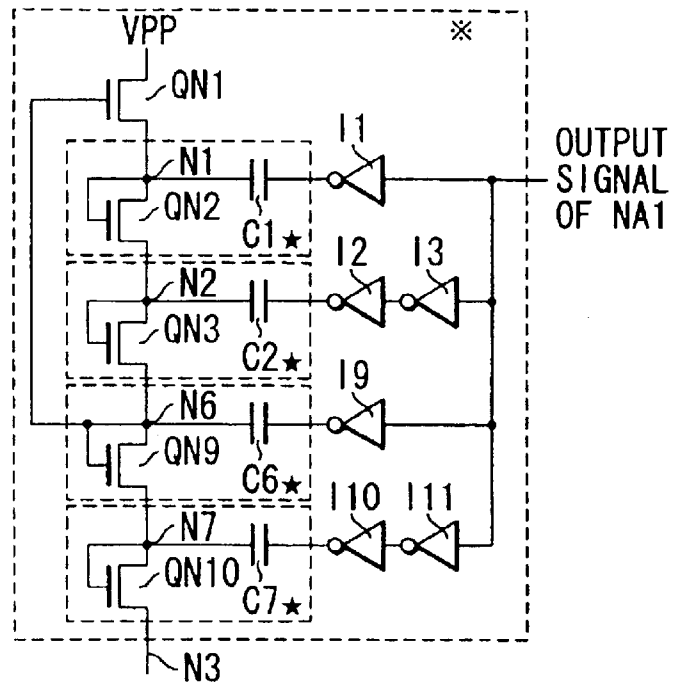 VPP ※
QN1
I1
N1
OUTPUT
SIGNAL
OF NA1
QN2
C1★
I2 I3
N2
QN3
C2★
I9
N6
QN9
C6★
I10 I11
N7
QN10
C7★
N3